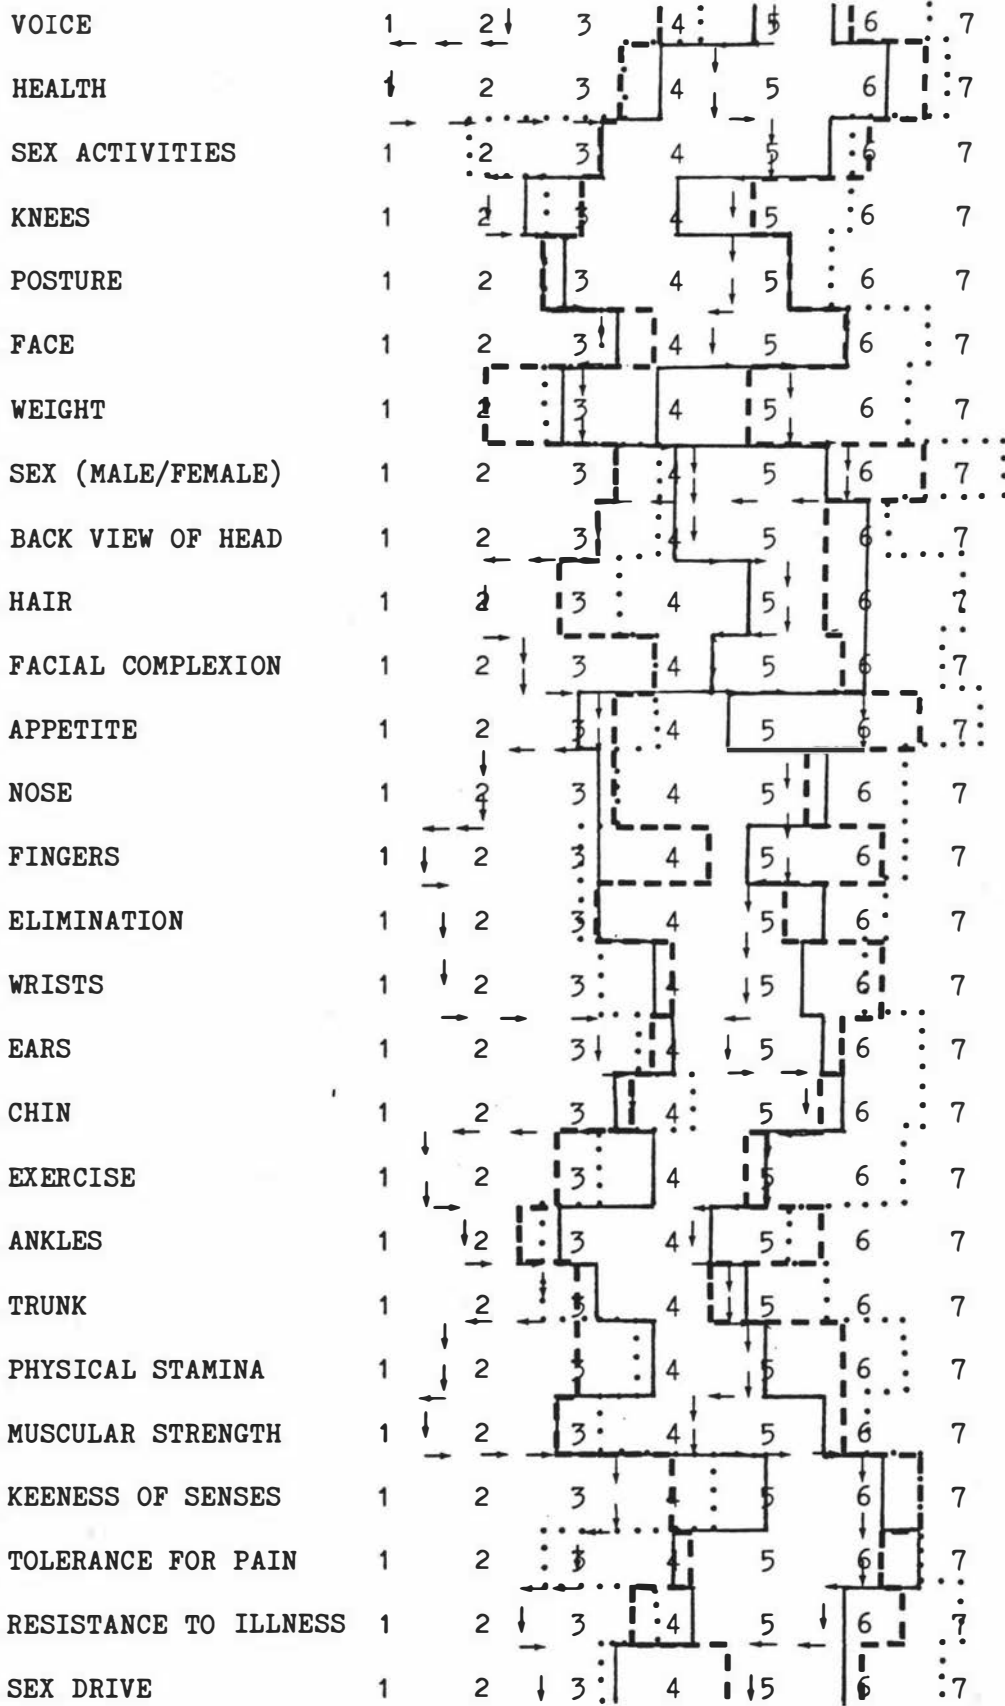 VOICE 1 2 3 4 5 6 7
HEALTH 1 2 3 4 5 6 7
SEX ACTIVITIES 1 2 3 4 5 6 7
KNEES 1 2 3 4 5 6 7
POSTURE 1 2 3 4 5 6 7
FACE 1 2 3 4 5 6 7
WEIGHT 1 2 3 4 5 6 7
SEX (MALE/FEMALE) 1 2 3 4 5 6 7
BACK VIEW OF HEAD 1 2 3 4 5 6 7
HAIR 1 2 3 4 5 6 7
FACIAL COMPLEXION 1 2 3 4 5 6 7
APPETITE 1 2 3 4 5 6 7
NOSE 1 2 3 4 5 6 7
FINGERS 1 2 3 4 5 6 7
ELIMINATION 1 2 3 4 5 6 7
WRISTS 1 2 3 4 5 6 7
EARS 1 2 3 4 5 6 7
CHIN 1 2 3 4 5 6 7
EXERCISE 1 2 3 4 5 6 7
ANKLES 1 2 3 4 5 6 7
TRUNK 1 2 3 4 5 6 7
PHYSICAL STAMINA 1 2 3 4 5 6 7
MUSCULAR STRENGTH 1 2 3 4 5 6 7
KEENESS OF SENSES 1 2 3 4 5 6 7
TOLERANCE FOR PAIN 1 2 3 4 5 6 7
RESISTANCE TO ILLNESS 1 2 3 4 5 6 7
SEX DRIVE 1 2 3 4 5 6 7